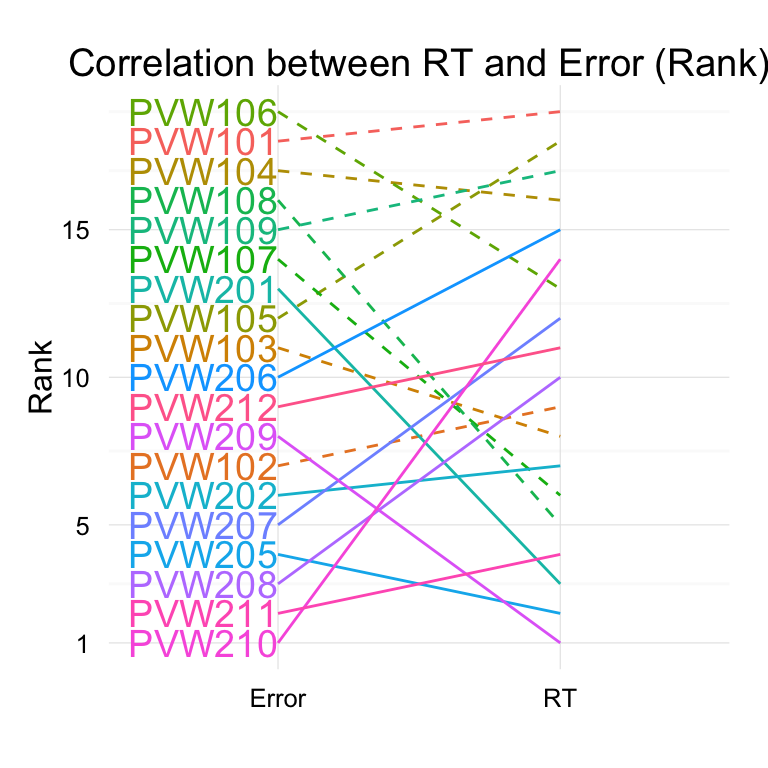 Correlation between RT and Error (Rank)
PVW106
PVW101
PVW104
PVW108
PVW109
PVW107
PVW201
PVW105
PVW103
PVW206
PVW212
PVW209
PVW102
PVW202
PVW207
PVW205
PVW208
PVW211
PVW210
15
10
5
1
Rank
Error
RT